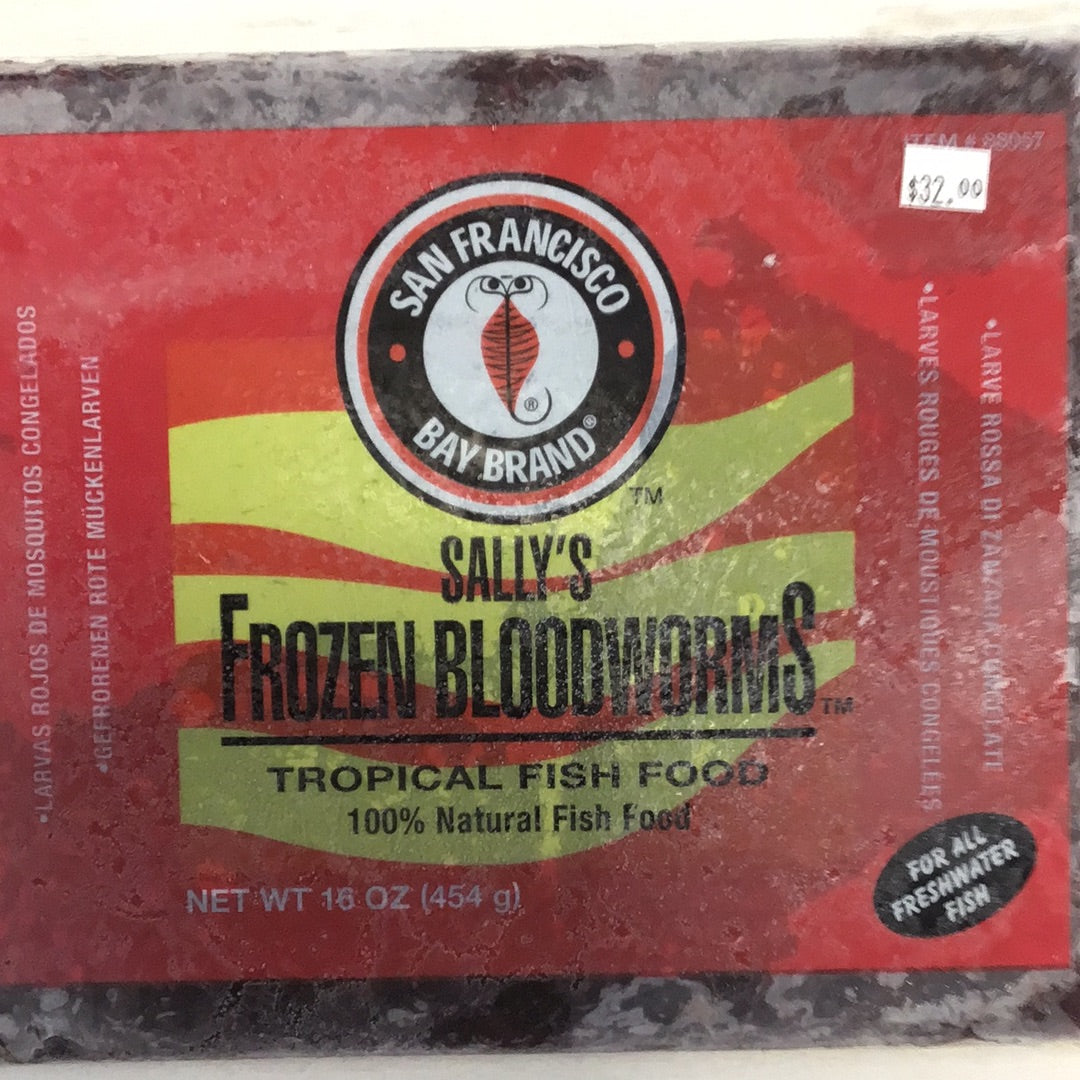 ITEM # 98057
$32.00
SAN FRANCISCO
BAY BRAND®
®
TM
SALLY'S
FROZEN BLOODWORMS™
TROPICAL FISH FOOD
100% Natural Fish Food
NET WT 16 OZ (454 g)
•LARVAS ROJOS DE MOSQUITOS CONGELADOS
•GEFRORENEN ROTE MÜCKENLARVEN
•LARVES ROUGES DE MOUSTIQUES CONGELÉES
•LARVE ROSSA DI ZANZARA
FOR ALL
FRESHWATER
FISH